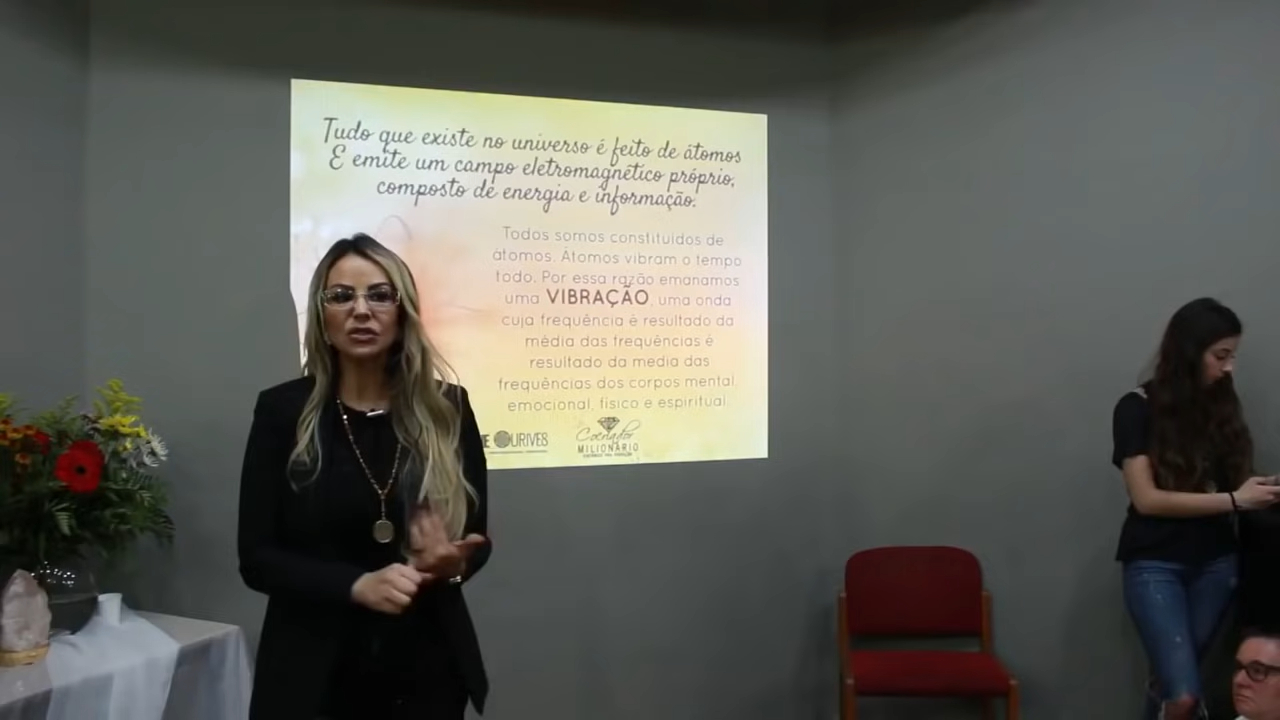 Tudo que existe no universo é feito de átomos
E emite um campo eletromagnético próprio,
composto de energia e informação.
Todos somos constituídos de
átomos. Átomos vibram o tempo
todo. Por essa razão emanamos
uma VIBRAÇÃO, uma onda
cuja frequência é resultado da
média das frequências é
resultado da media das
frequências dos corpos mental,
emocional, físico e espiritual.
OURIVES
Cocriador
MILIONÁRIO